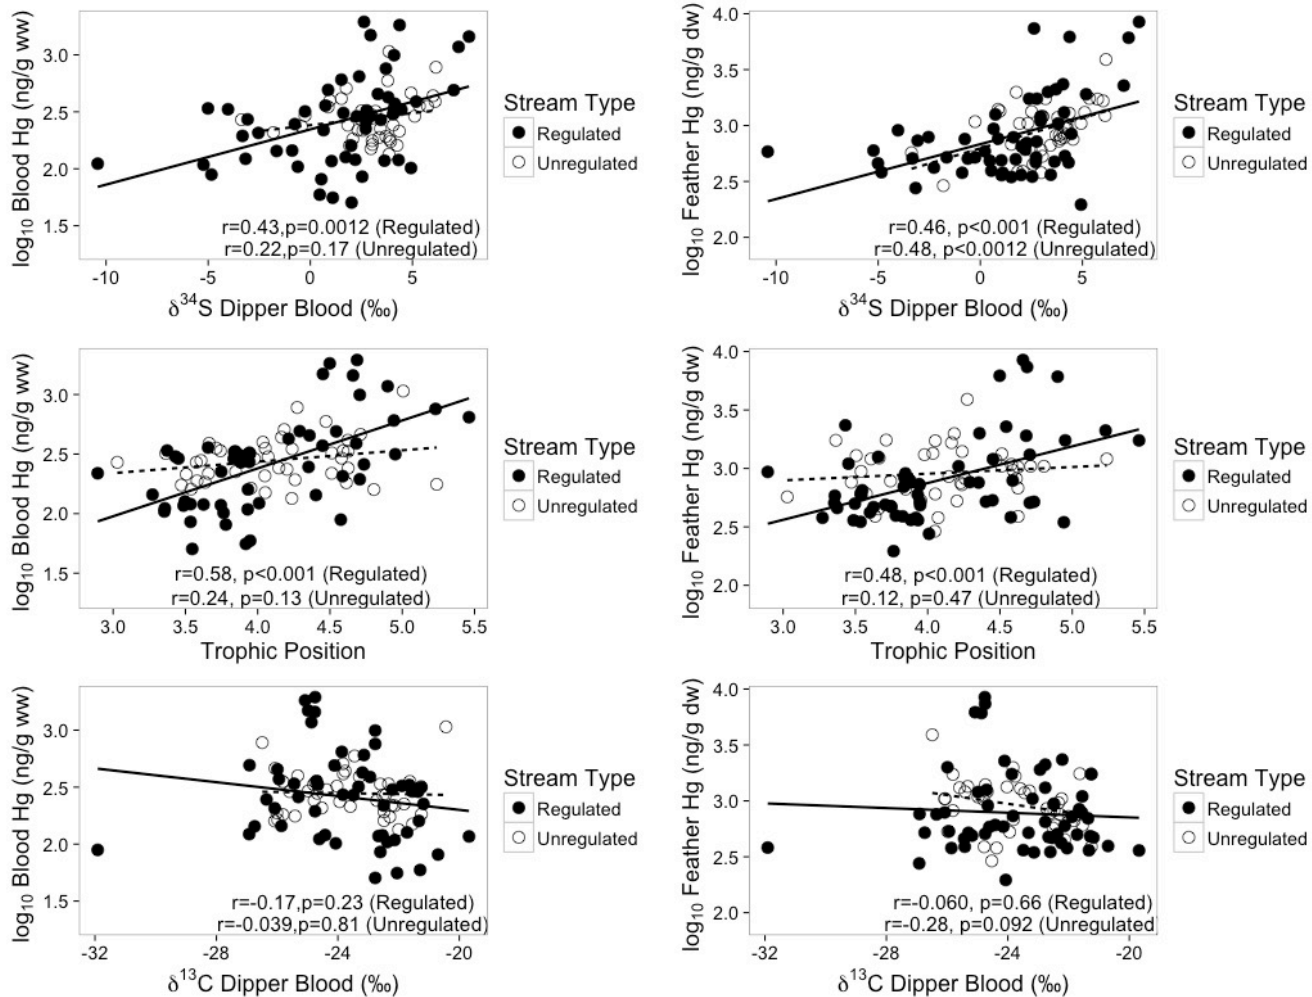 log₁₀ Blood Hg (ng/g ww)
3.0
2.5
2.0
1.5
r=0.43,p=0.0012 (Regulated)
r=0.22,p=0.17 (Unregulated)
-10 -5 0 5
δ³⁴S Dipper Blood (‰)
Stream Type
Regulated
Unregulated
log₁₀ Feather Hg (ng/g dw)
4.0
3.5
3.0
2.5
2.0
r=0.46, p<0.001 (Regulated)
r=0.48, p<0.0012 (Unregulated)
-10 -5 0 5
δ³⁴S Dipper Blood (‰)
Stream Type
Regulated
Unregulated
log₁₀ Blood Hg (ng/g ww)
3.0
2.5
2.0
1.5
r=0.58, p<0.001 (Regulated)
r=0.24, p=0.13 (Unregulated)
3.0 3.5 4.0 4.5 5.0 5.5
Trophic Position
Stream Type
Regulated
Unregulated
log₁₀ Feather Hg (ng/g dw)
4.0
3.5
3.0
2.5
2.0
r=0.48, p<0.001 (Regulated)
r=0.12, p=0.47 (Unregulated)
3.0 3.5 4.0 4.5 5.0 5.5
Trophic Position
Stream Type
Regulated
Unregulated
log₁₀ Blood Hg (ng/g ww)
3.0
2.5
2.0
1.5
r=-0.17,p=0.23 (Regulated)
r=-0.039,p=0.81 (Unregulated)
-32 -28 -24 -20
δ¹³C Dipper Blood (‰)
Stream Type
Regulated
Unregulated
log₁₀ Feather Hg (ng/g dw)
4.0
3.5
3.0
2.5
2.0
r=-0.060, p=0.66 (Regulated)
r=-0.28, p=0.092 (Unregulated)
-32 -28 -24 -20
δ¹³C Dipper Blood (‰)
Stream Type
Regulated
Unregulated